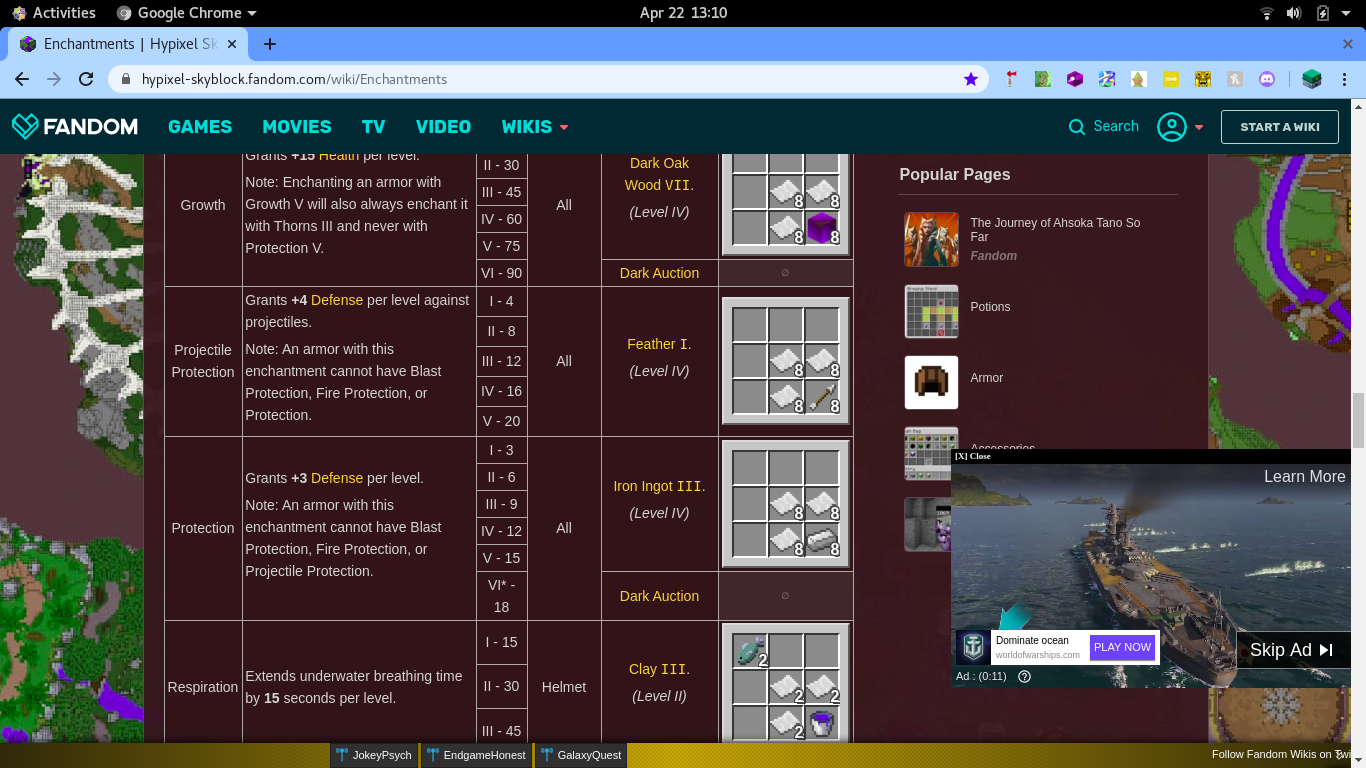 Activities
Google Chrome
Apr 22 13:10
Enchantments | Hypixel Sk
hypixel-skyblock.fandom.com/wiki/Enchantments
FANDOM
GAMES
MOVIES
TV
VIDEO
WIKIS
Search
START A WIKI
Growth
Grants +15 Health per level.
Note: Enchanting an armor with
Growth V will also always enchant it
with Thorns III and never with
Protection V.
II - 30
III - 45
IV - 60
V - 75
VI - 90
All
Dark Oak
Wood VII.
(Level IV)
8
8
8
8
Dark Auction
∅
Projectile
Protection
Grants +4 Defense per level against
projectiles.
Note: An armor with this
enchantment cannot have Blast
Protection, Fire Protection, or
Protection.
I - 4
II - 8
III - 12
IV - 16
V - 20
All
Feather I.
(Level IV)
8
8
8
8
Protection
Grants +3 Defense per level.
Note: An armor with this
enchantment cannot have Blast
Protection, Fire Protection, or
Projectile Protection.
I - 3
II - 6
III - 9
IV - 12
V - 15
VI* -
18
All
Iron Ingot III.
(Level IV)
8
8
8
8
Dark Auction
∅
Respiration
Extends underwater breathing time
by 15 seconds per level.
I - 15
II - 30
III - 45
Helmet
Clay III.
(Level II)
2
2
2
2
Popular Pages
The Journey of Ahsoka Tano So
Far
Fandom
Potions
Armor
Accessories
[X] Close
Learn More
Dominate ocean
worldofwarships.com
PLAY NOW
Skip Ad
Ad : (0:11)
JokeyPsych
EndgameHonest
GalaxyQuest
Follow Fandom Wikis on Twi